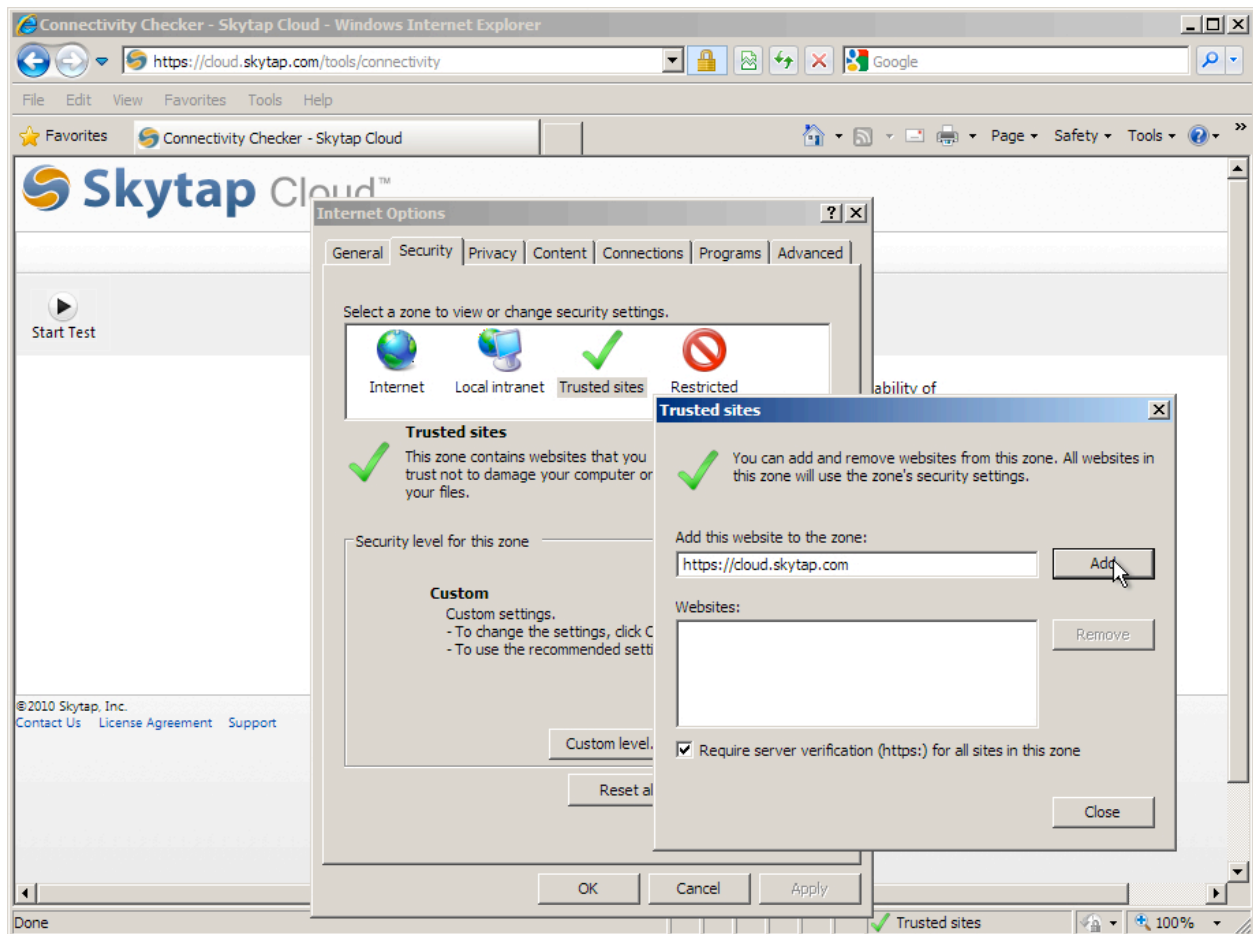 Connectivity Checker - Skytap Cloud - Windows Internet Explorer
https://cloud.skytap.com/tools/connectivity
Google
File Edit View Favorites Tools Help
Favorites
Connectivity Checker - Skytap Cloud
Page Safety Tools
Skytap Cloud™
Start Test
ability of
©2010 Skytap, Inc.
Contact Us License Agreement Support
Internet Options
General Security Privacy Content Connections Programs Advanced
Select a zone to view or change security settings.
Internet Local intranet Trusted sites Restricted
Trusted sites
This zone contains websites that you
trust not to damage your computer or
your files.
Security level for this zone
Custom
Custom settings.
- To change the settings, click C
- To use the recommended setti
Custom level.
Reset al
OK Cancel Apply
Trusted sites
You can add and remove websites from this zone. All websites in
this zone will use the zone's security settings.
Add this website to the zone:
https://cloud.skytap.com
Add
Websites:
Remove
Require server verification (https:) for all sites in this zone
Close
Done
Trusted sites
100%